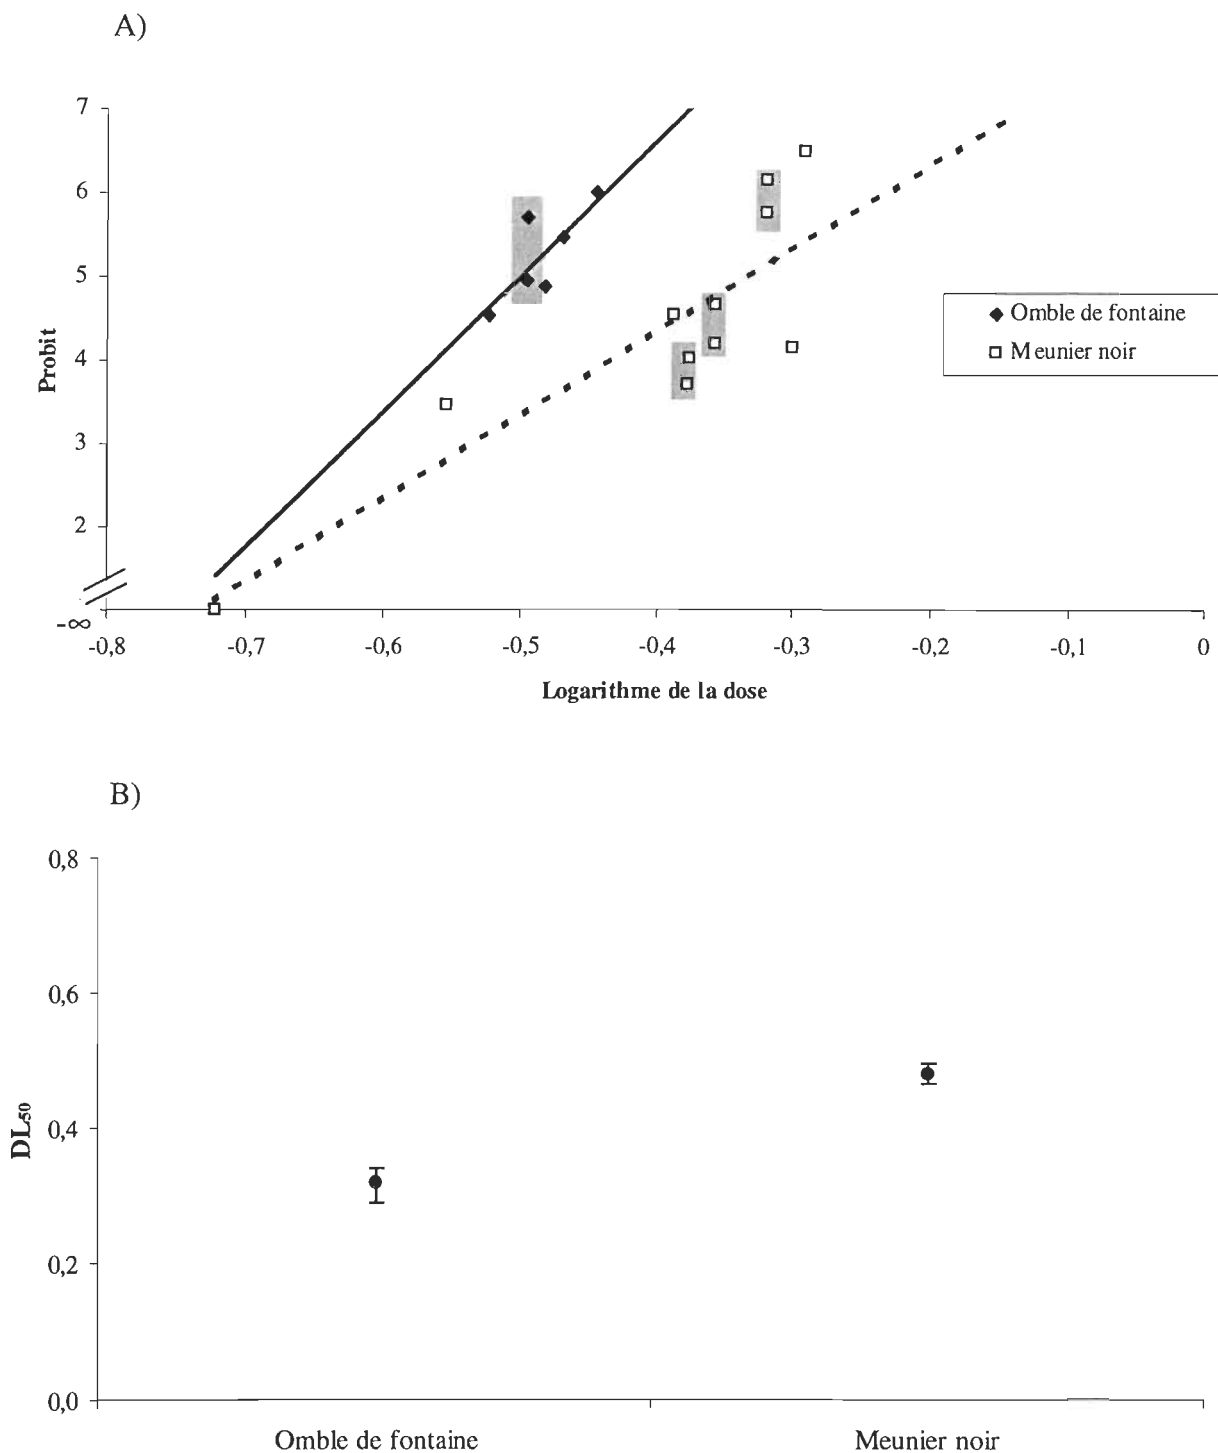 A)
7
6
5
4
3
2
-∞
Probit
-0,8 -0,7 -0,6 -0,5 -0,4 -0,3 -0,2 -0,1 0
Logarithme de la dose
Omble de fontaine
Meunier noir
B)
0,8
0,6
0,4
0,2
0,0
DL50
Omble de fontaine Meunier noir